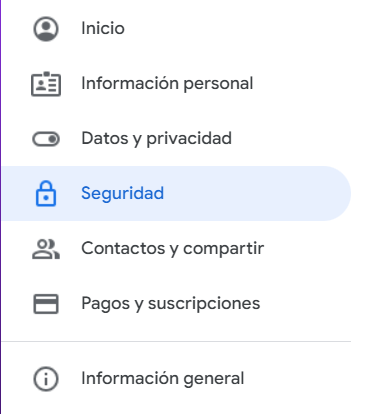 Inicio
Información personal
Datos y privacidad
Seguridad
Contactos y compartir
Pagos y suscripciones
Información general